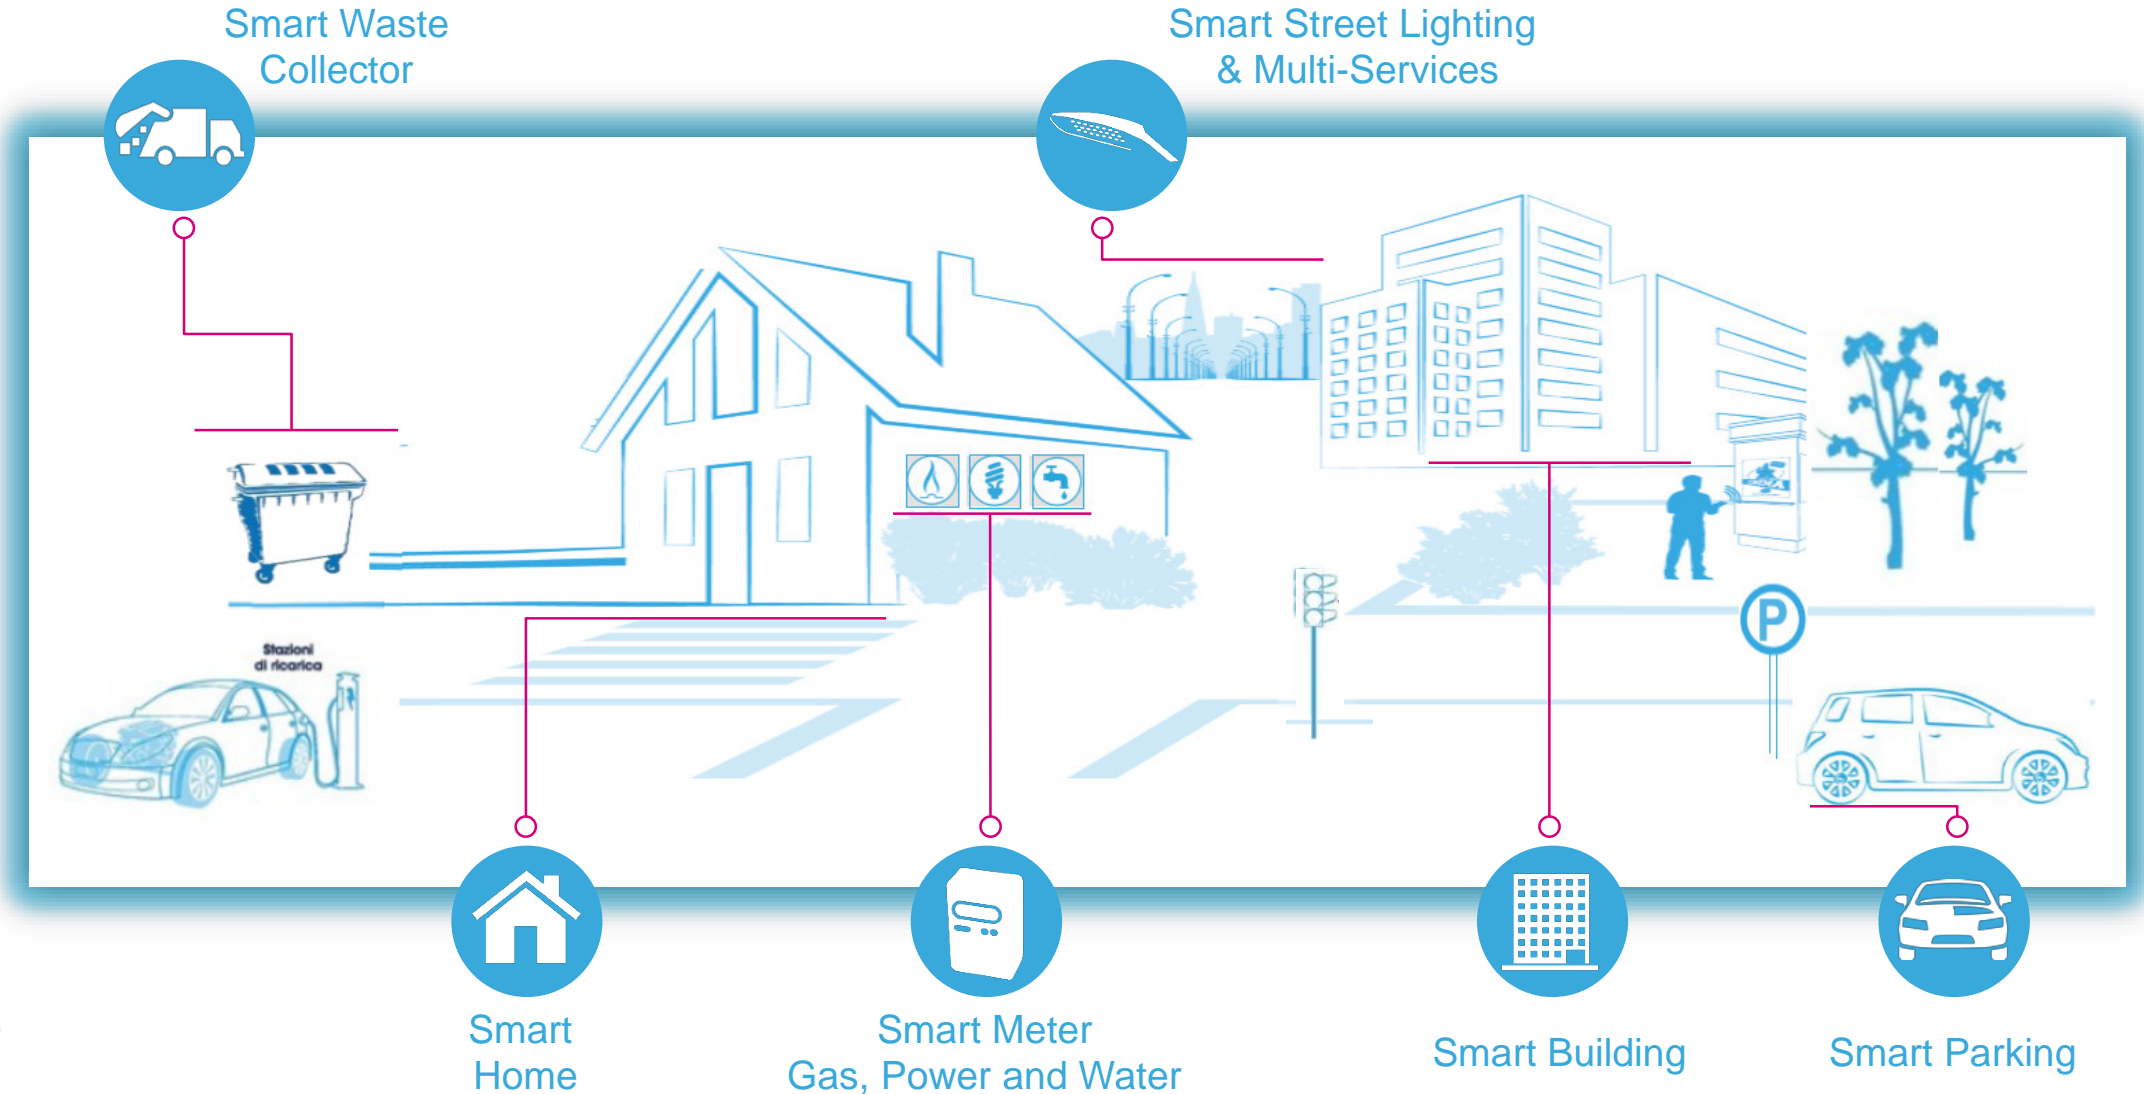 Smart Waste
Collector
Smart Street Lighting
& Multi-Services
Stazioni
di ricarica
P
Smart
Home
Smart Meter
Gas, Power and Water
Smart Building
Smart Parking